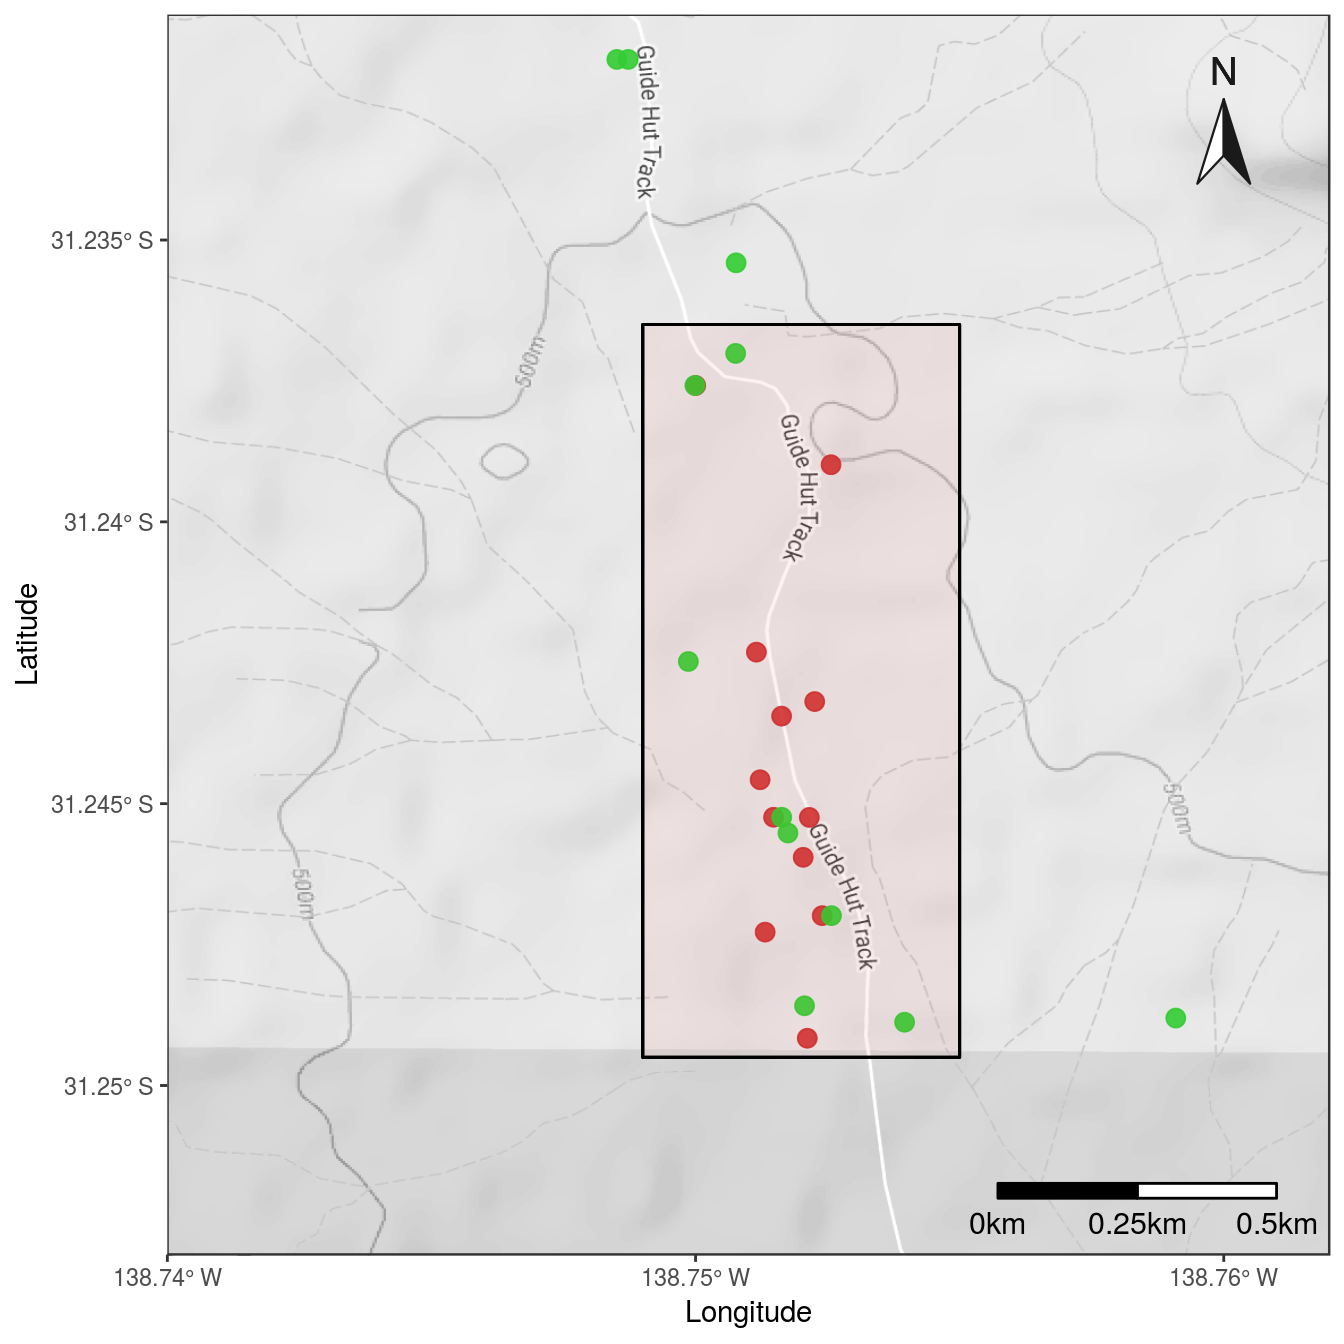 N
Guide Hut Track
31.235° S
500m
Guide Hut Track
31.24° S
Latitude
31.245° S
500m
Guide Hut Track
500m
31.25° S
0km 0.25km 0.5km
138.74° W 138.75° W 138.76° W
Longitude